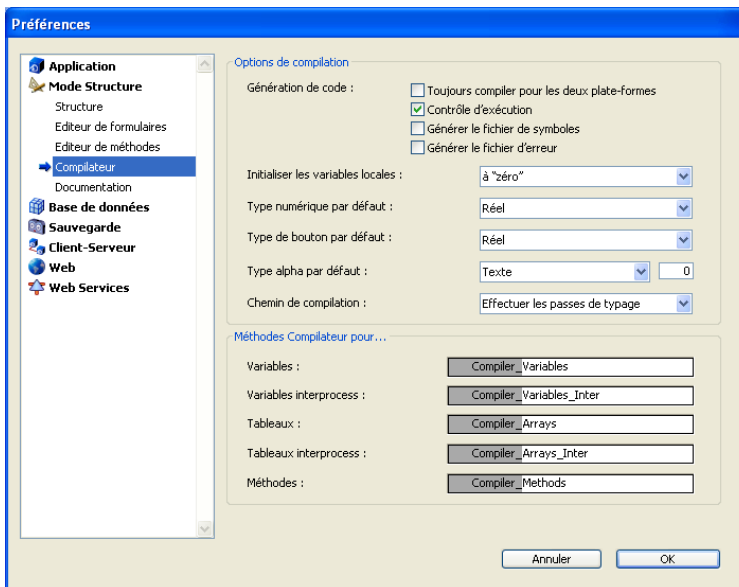 Préférences
Application
Mode Structure
Structure
Editeur de formulaires
Editeur de méthodes
Compilateur
Documentation
Base de données
Sauvegarde
Client-Serveur
Web
Web Services
Options de compilation
Génération de code :
Toujours compiler pour les deux plate-formes
Contrôle d'exécution
Générer le fichier de symboles
Générer le fichier d'erreur
Initialiser les variables locales : à "zéro"
Type numérique par défaut : Réel
Type de bouton par défaut : Réel
Type alpha par défaut : Texte 0
Chemin de compilation : Effectuer les passes de typage
Méthodes Compilateur pour...
Variables : Compiler_Variables
Variables interprocess : Compiler_Variables_Inter
Tableaux : Compiler_Arrays
Tableaux interprocess : Compiler_Arrays_Inter
Méthodes : Compiler_Methods
Annuler OK